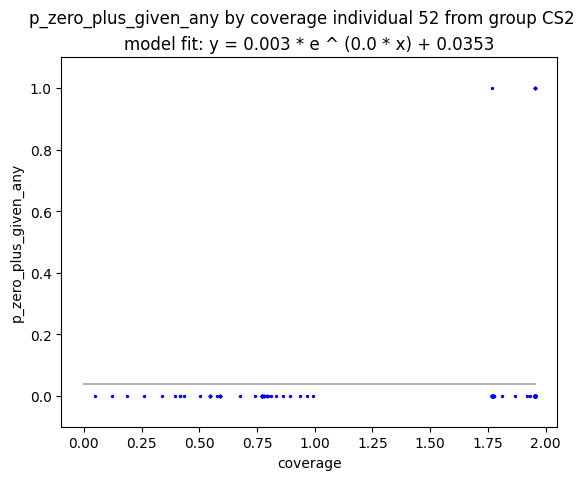 p_zero_plus_given_any by coverage individual 52 from group CS2
model fit: y = 0.003 * e ^ (0.0 * x) + 0.0353
1.0
0.8
0.6
0.4
0.2
0.0
p_zero_plus_given_any
0.00 0.25 0.50 0.75 1.00 1.25 1.50 1.75 2.00
coverage